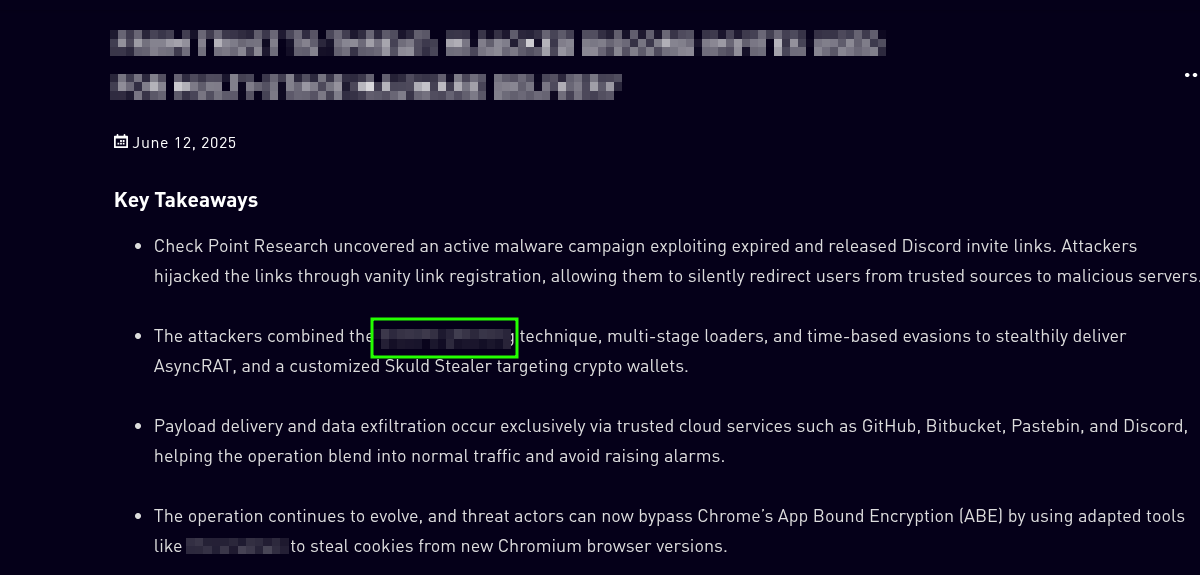 June 12, 2025
Key Takeaways
• Check Point Research uncovered an active malware campaign exploiting expired and released Discord invite links. Attackers
hijacked the links through vanity link registration, allowing them to silently redirect users from trusted sources to malicious servers.
• The attackers combined the technique, multi-stage loaders, and time-based evasions to stealthily deliver
AsyncRAT, and a customized Skuld Stealer targeting crypto wallets.
• Payload delivery and data exfiltration occur exclusively via trusted cloud services such as GitHub, Bitbucket, Pastebin, and Discord,
helping the operation blend into normal traffic and avoid raising alarms.
• The operation continues to evolve, and threat actors can now bypass Chrome’s App Bound Encryption (ABE) by using adapted tools
like to steal cookies from new Chromium browser versions.